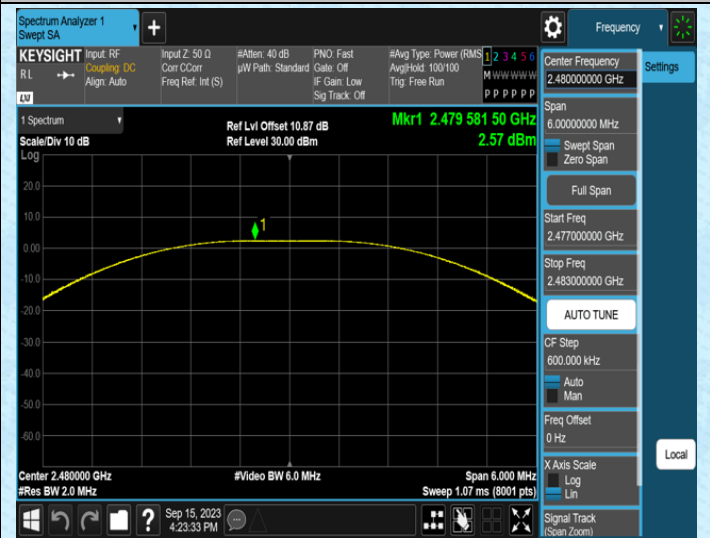 Spectrum Analyzer 1
Swept SA
+
Frequency
KEYSIGHT
RL
LXI
Input: RF
Coupling: DC
Align: Auto
Input Z: 50 Ω
Corr CCorr
Freq Ref: Int (S)
#Atten: 40 dB
µW Path: Standard
PNO: Fast
Gate: Off
IF Gain: Low
Sig Track: Off
#Avg Type: Power (RMS
Avg|Hold: 100/100
Trig: Free Run
1 2 3 4 5 6
M W W W W W
P P P P P P
1 Spectrum
Scale/Div 10 dB
Log
Ref Lvl Offset 10.87 dB
Ref Level 30.00 dBm
Mkr1 2.479 581 50 GHz
2.57 dBm
20.0
10.0
0.00
-10.0
-20.0
-30.0
-40.0
-50.0
-60.0
1
Center 2.480000 GHz
#Res BW 2.0 MHz
#Video BW 6.0 MHz
Span 6.000 MHz
Sweep 1.07 ms (8001 pts)
Sep 15, 2023
4:23:33 PM
?
Center Frequency
2.480000000 GHz
Span
6.00000000 MHz
Swept Span
Zero Span
Full Span
Start Freq
2.477000000 GHz
Stop Freq
2.483000000 GHz
AUTO TUNE
CF Step
600.000 kHz
Auto
Man
Freq Offset
0 Hz
X Axis Scale
Log
Lin
Signal Track
(Span Zoom)
Settings
Local